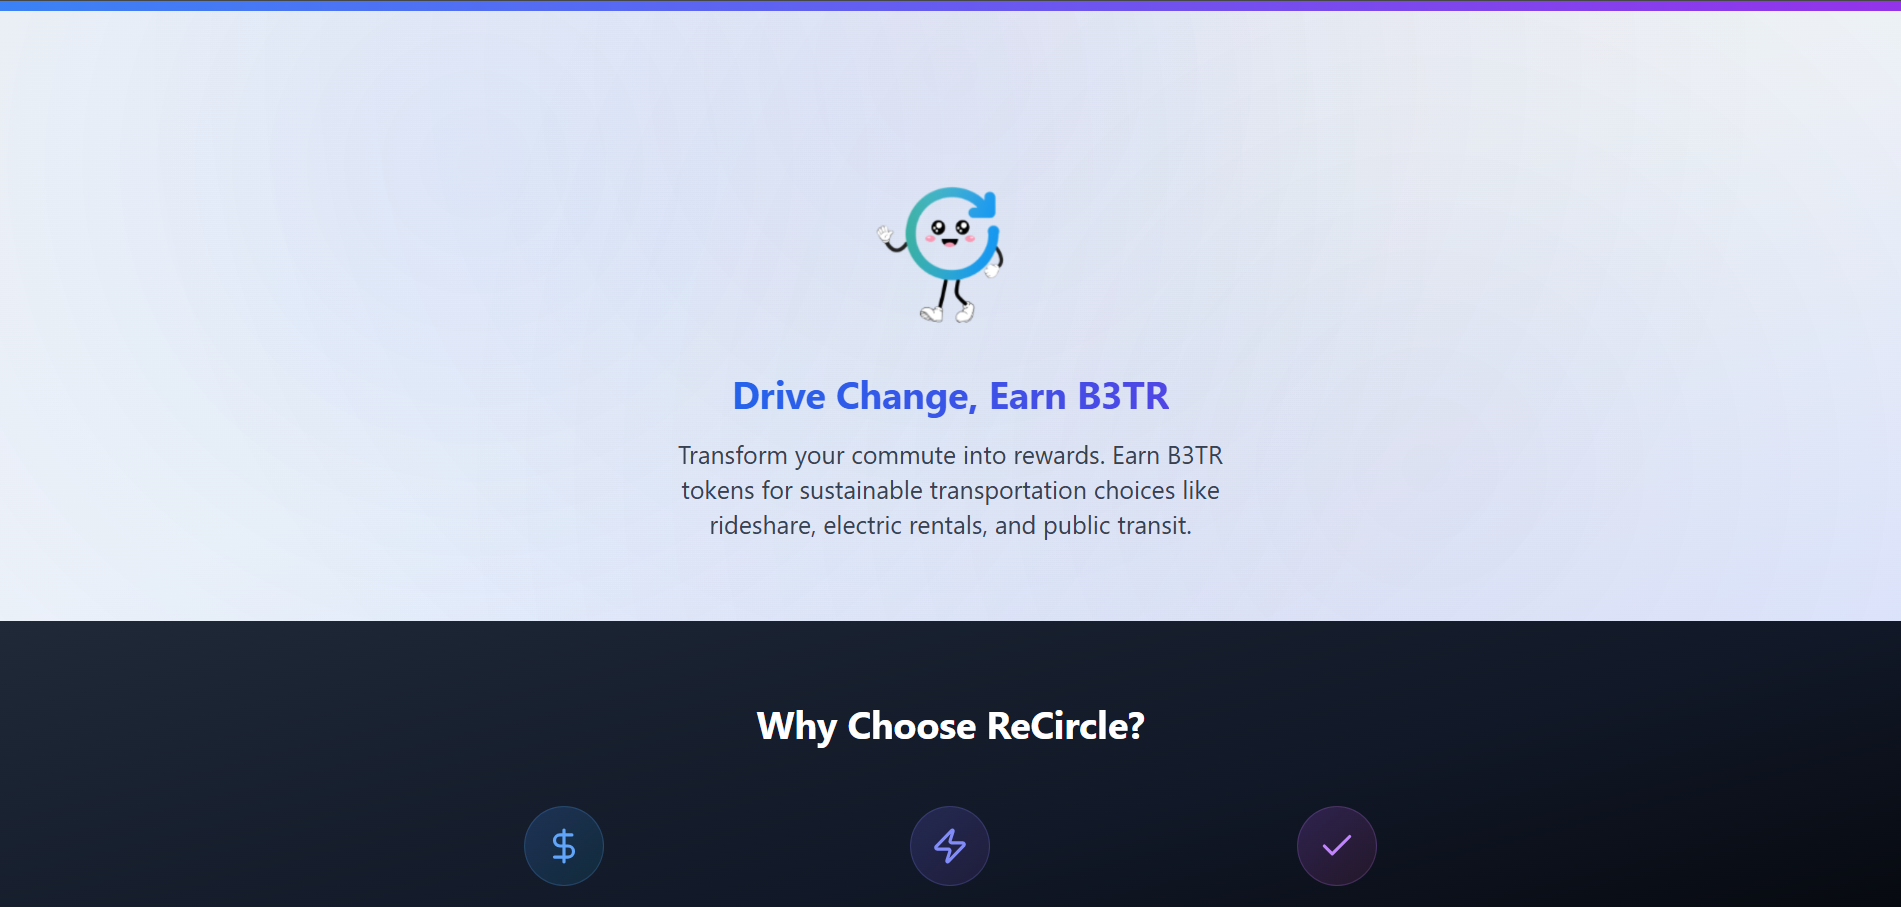 Drive Change, Earn B3TR
Transform your commute into rewards. Earn B3TR
tokens for sustainable transportation choices like
rideshare, electric rentals, and public transit.
Why Choose ReCircle?
$